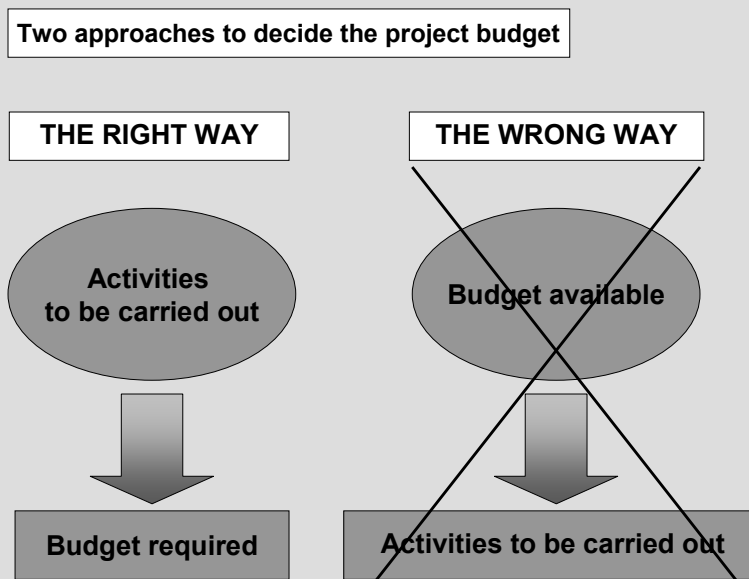 Two approaches to decide the project budget
THE RIGHT WAY
THE WRONG WAY
Activities
to be carried out
Budget available
Budget required
Activities to be carried out